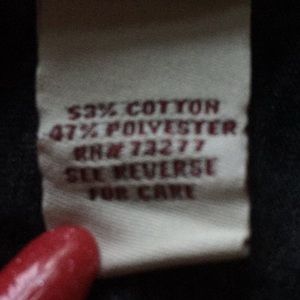 53% COTTON
47% POLYESTER
RN# 73277
SEE REVERSE
FOR CARE